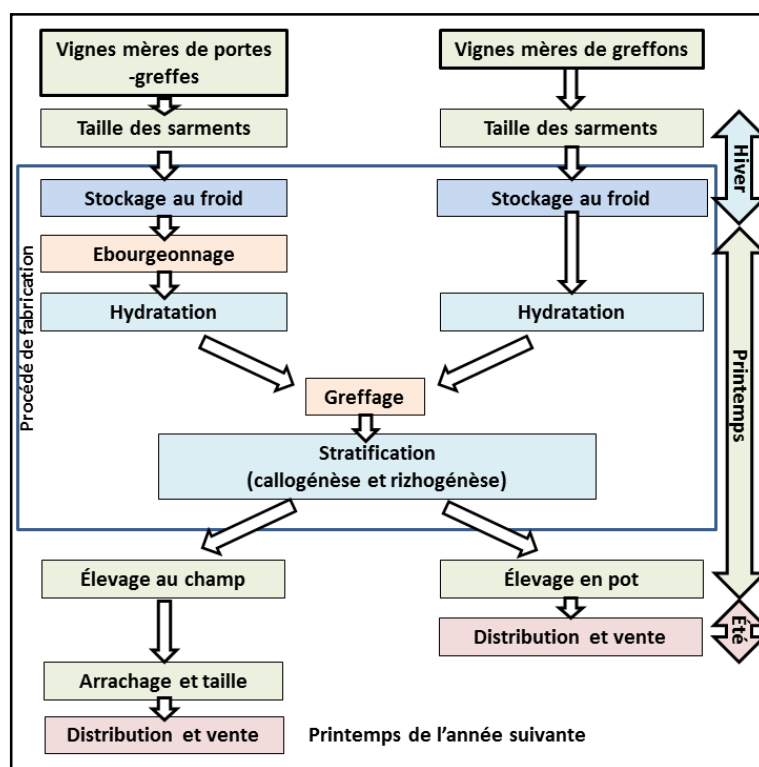 Vignes mères de portes
-greffes
Vignes mères de greffons
Taille des sarments
Taille des sarments
Hiver
Procédé de fabrication
Stockage au froid
Stockage au froid
Ebourgeonnage
Hydratation
Hydratation
Printemps
Greffage
Stratification
(callogénèse et rizhogénèse)
Élevage au champ
Élevage en pot
Distribution et vente
Été
Arrachage et taille
Distribution et vente
Printemps de l’année suivante